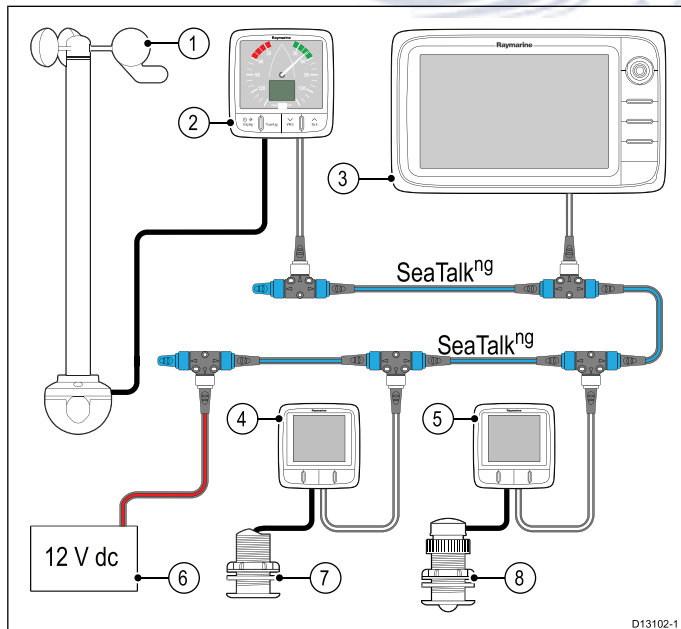 1
Raymarine
2
Raymarine
3
SeaTalkng
SeaTalkng
4
Raymarine
5
Raymarine
12 V dc
6
7
8
D13102-1